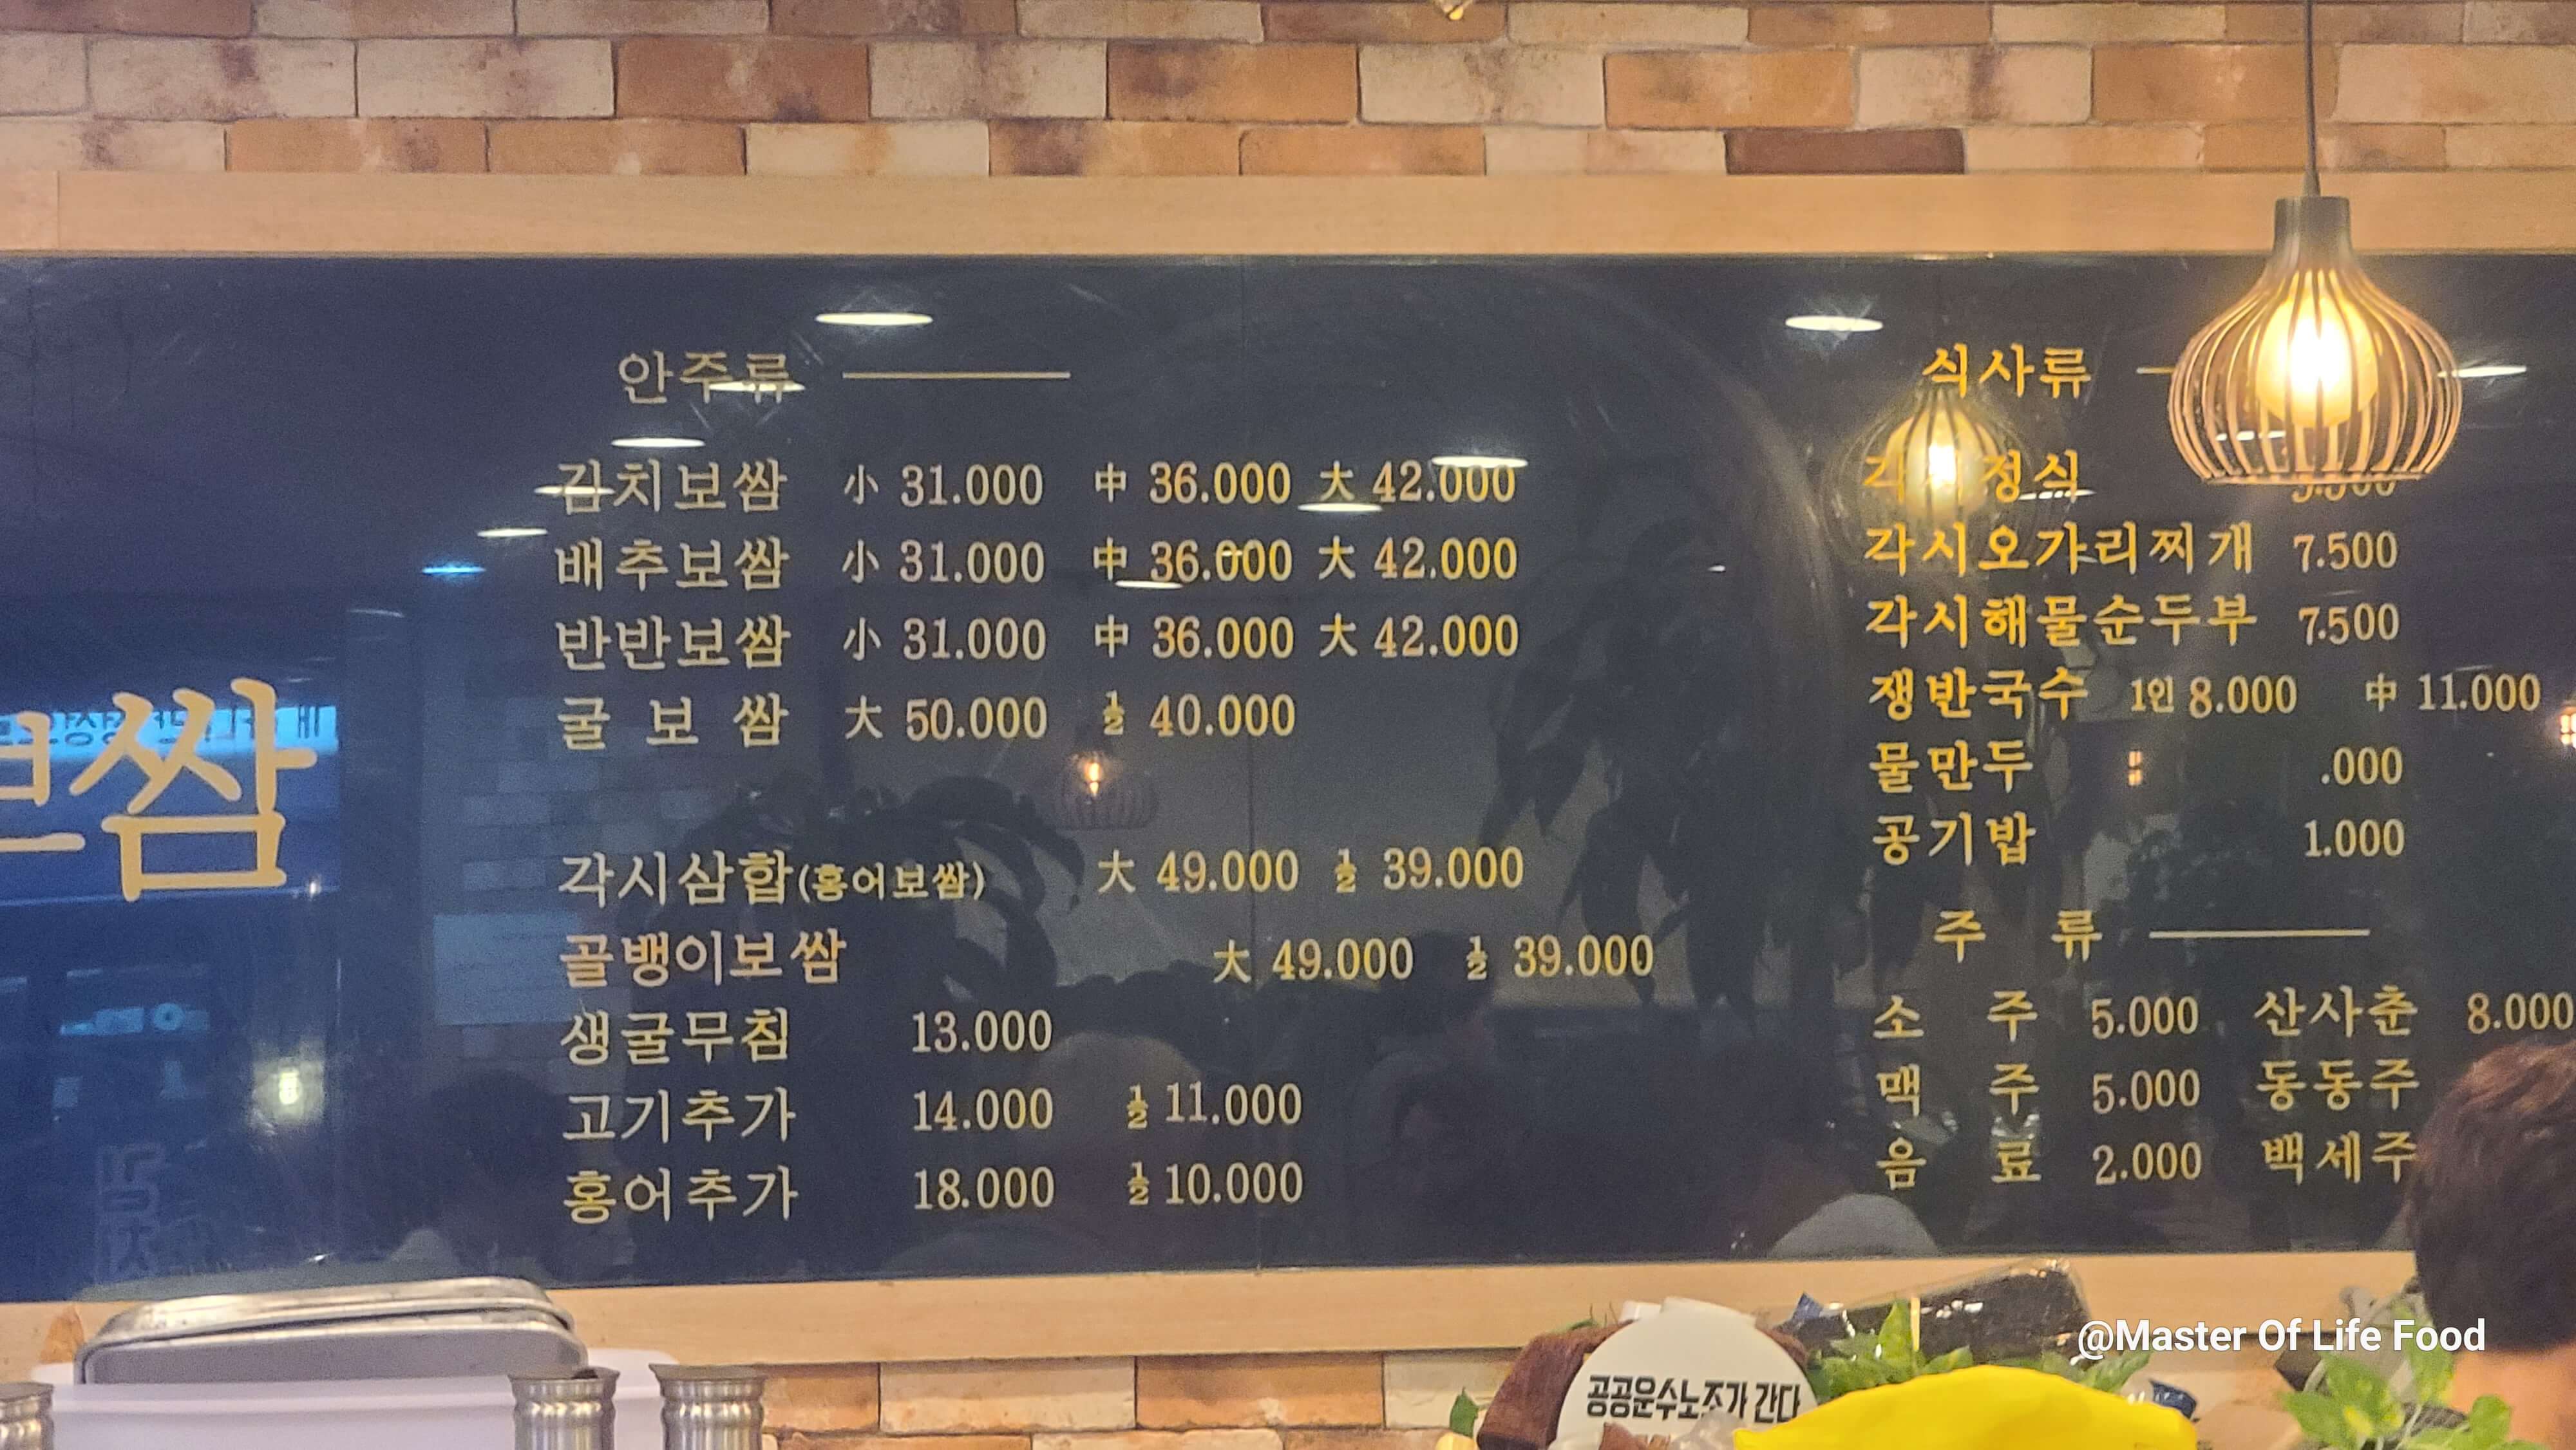 보쌈
안주류
김치보쌈 小 31.000 中 36.000 大 42.000
배추보쌈 小 31.000 中 36.000 大 42.000
반반보쌈 小 31.000 中 36.000 大 42.000
굴 보 쌈 大 50.000 ½ 40.000
각시삼합(홍어보쌈) 大 49.000 ½ 39.000
골뱅이보쌈 大 49.000 ½ 39.000
생굴무침 13.000
고기추가 14.000 ½ 11.000
홍어추가 18.000 ½ 10.000
식사류
정식
각시오가리찌개 7.500
각시해물순두부 7.500
쟁반국수 1인 8.000 中 11.000
물만두 .000
공기밥 1.000
주 류
소 주 5.000 산사춘 8.000
맥 주 5.000 동동주
음 료 2.000 백세주
공공운수노조가 간다
@Master Of Life Food